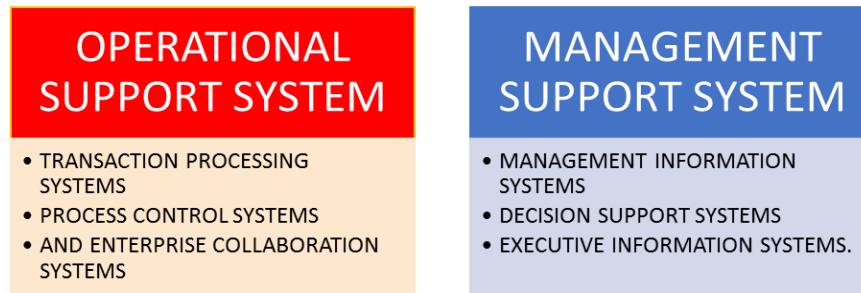 OPERATIONAL
SUPPORT SYSTEM
• TRANSACTION PROCESSING
SYSTEMS
• PROCESS CONTROL SYSTEMS
• AND ENTERPRISE COLLABORATION
SYSTEMS
MANAGEMENT
SUPPORT SYSTEM
• MANAGEMENT INFORMATION
SYSTEMS
• DECISION SUPPORT SYSTEMS
• EXECUTIVE INFORMATION SYSTEMS.